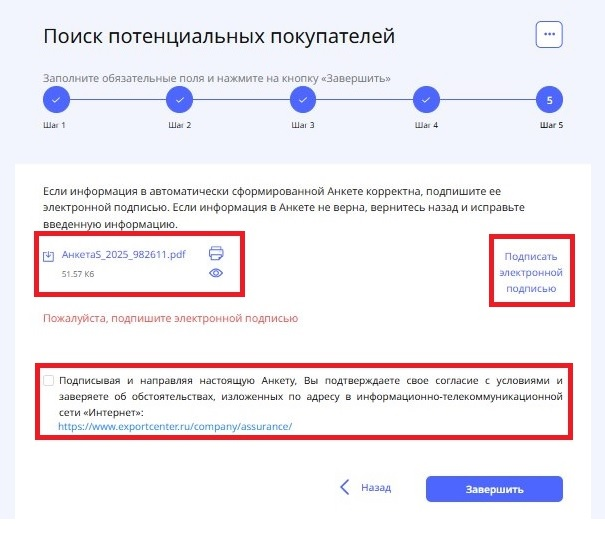 Поиск потенциальных покупателей
Заполните обязательные поля и нажмите на кнопку «Завершить»
5
Шаг 1 Шаг 2 Шаг 3 Шаг 4 Шаг 5
Если информация в автоматически сформированной Анкете корректна, подпишите ее
электронной подписью. Если информация в Анкете не верна, вернитесь назад и исправьте
введенную информацию.
АнкетаS_2025_982611.pdf
51.57 Кб
Подписать
электронной
подписью
Пожалуйста, подпишите электронной подписью
Подписывая и направляя настоящую Анкету, Вы подтверждаете свое согласие с условиями и
заверяете об обстоятельствах, изложенных по адресу в информационно-телекоммуникационной
сети «Интернет»:
https://www.exportcenter.ru/company/assurance/
Назад
Завершить